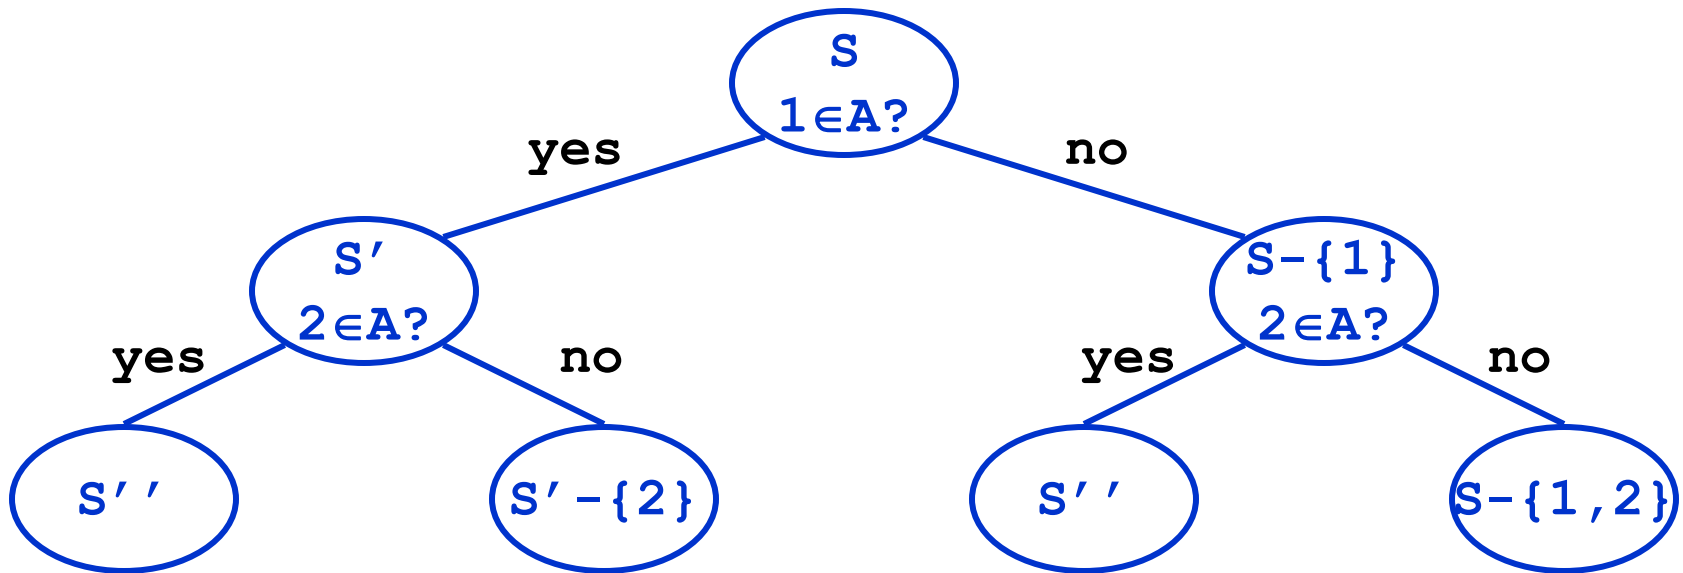 S
1∈A?
yes
no
S′
2∈A?
S-{1}
2∈A?
yes
no
yes
no
S′′
S′-{2}
S′′
S-{1,2}